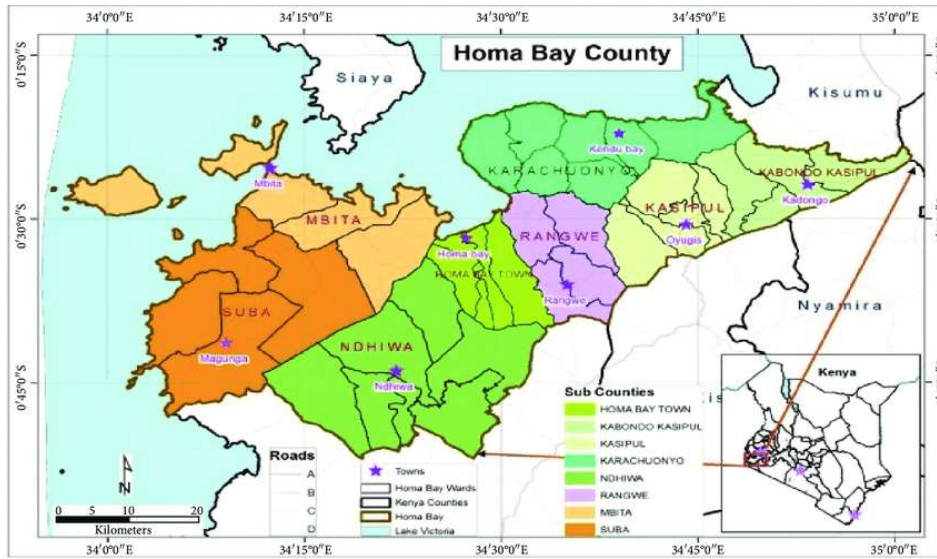 34°0′0″E 34°15′0″E 34°30′0″E 34°45′0″E 35°0′0″E
Homa Bay County
0°15′0″S
Siaya
Kisumu
Kendu bay
KARACHUONYO
KABONDO KASIPUL
Mbita
Kadongo
MBITA
KASIPUL
0°30′0″S
RANGWE
Oyugis
Homa bay
HOMA BAY TOWN
Rangwe
Nyamira
SUBA
Magunga
NDHIWA
Ndhiwa
Kenya
0°45′0″S
Sub Counties
HOMA BAY TOWN
KABONDO KASIPUL
KASIPUL
KARACHUONYO
NDHIWA
RANGWE
MBITA
SUBA
Roads
A
B
C
D
Towns
Homa Bay Wards
Kenya Counties
Homa Bay
Lake Victoria
N
0 5 10 20
Kilometers
34°0′0″E 34°15′0″E 34°30′0″E 34°45′0″E 35°0′0″E